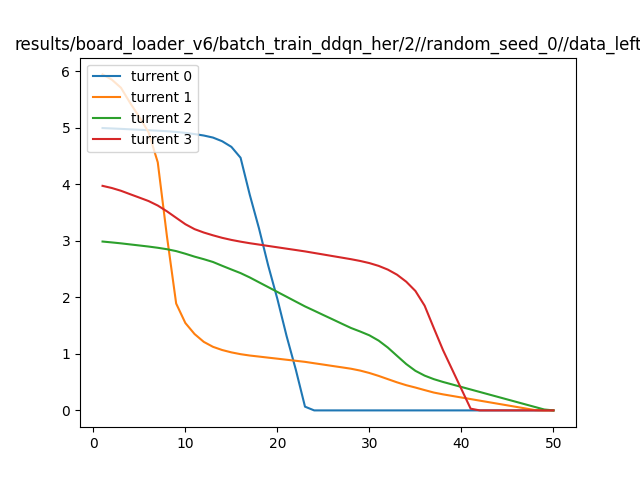 results/board_loader_v6/batch_train_ddqn_her/2//random_seed_0//data_left
6
5
4
3
2
1
0
turrent 0
turrent 1
turrent 2
turrent 3
0 10 20 30 40 50